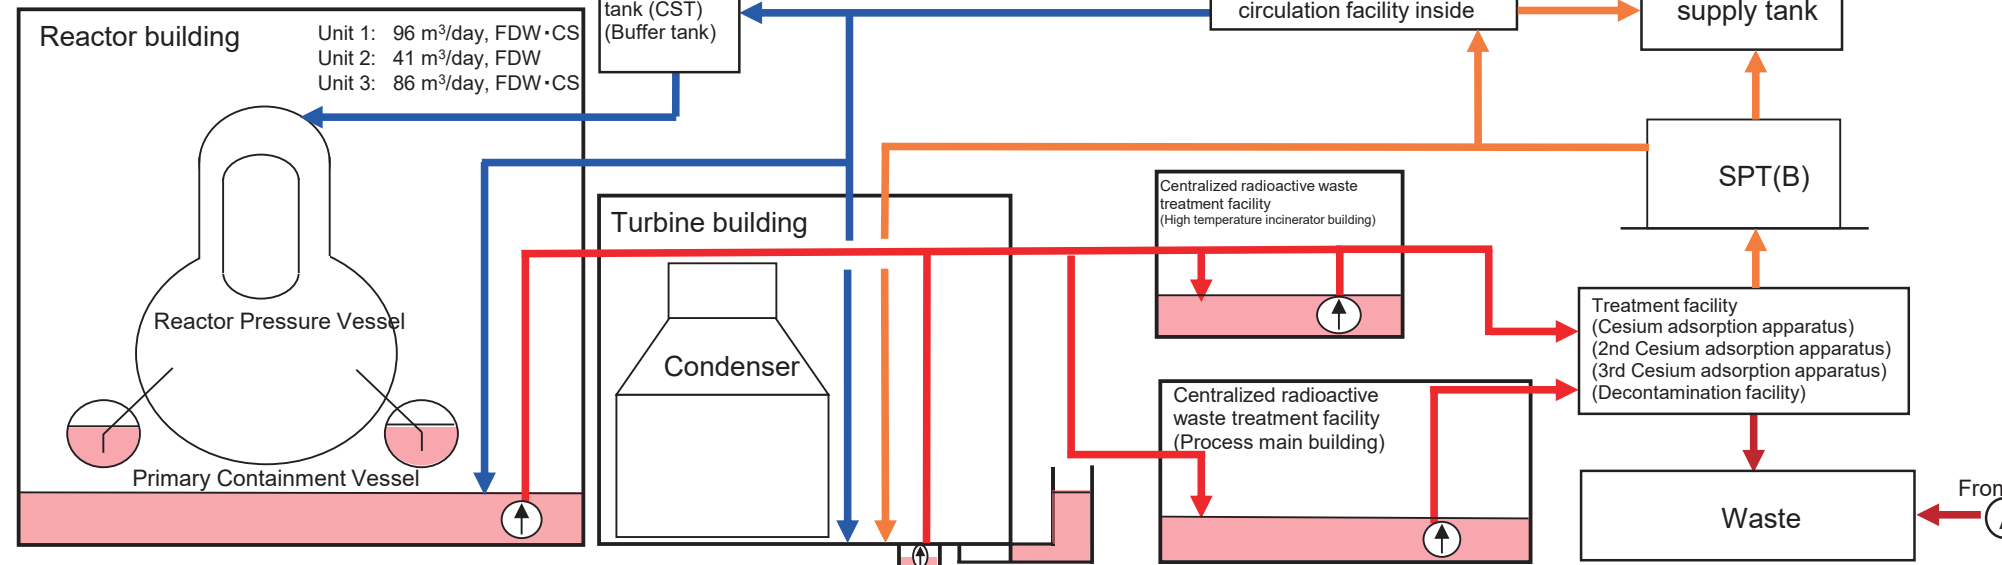 Reactor building
Unit 1: 96 m³/day, FDW・CS
Unit 2: 41 m³/day, FDW
Unit 3: 86 m³/day, FDW・CS
tank (CST)
(Buffer tank)
circulation facility inside
supply tank
SPT(B)
Turbine building
Condenser
Reactor Pressure Vessel
Primary Containment Vessel
Centralized radioactive waste
treatment facility
(High temperature incinerator building)
Centralized radioactive
waste treatment facility
(Process main building)
Treatment facility
(Cesium adsorption apparatus)
(2nd Cesium adsorption apparatus)
(3rd Cesium adsorption apparatus)
(Decontamination facility)
Waste